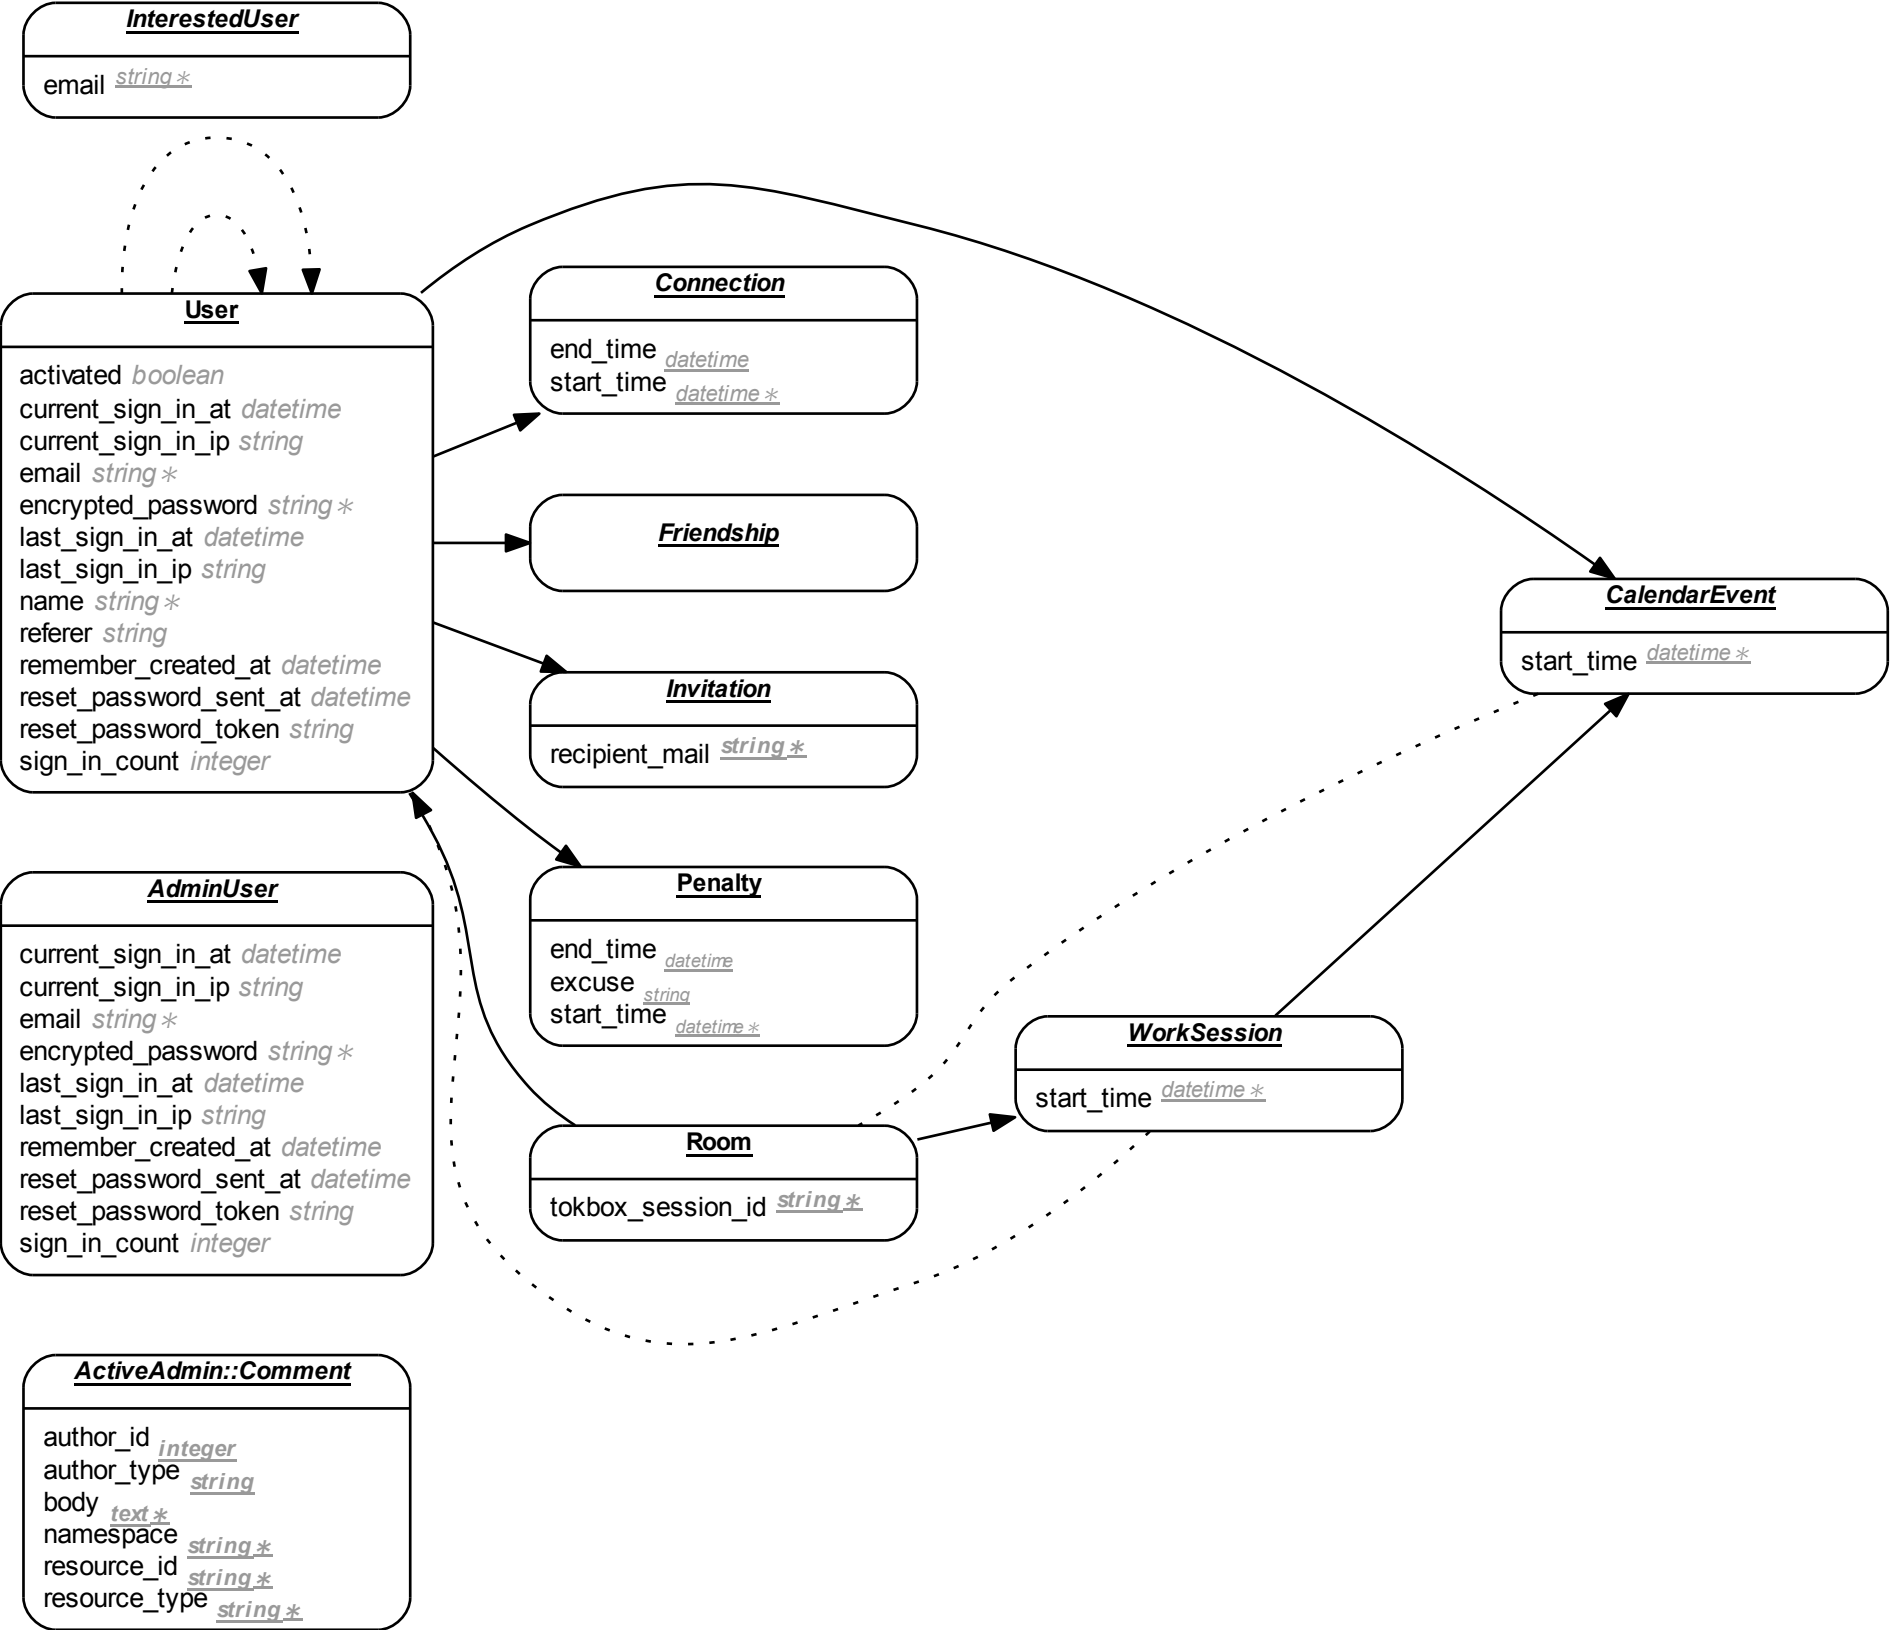 InterestedUser
email string ∗
User
activated boolean
current_sign_in_at datetime
current_sign_in_ip string
email string ∗
encrypted_password string ∗
last_sign_in_at datetime
last_sign_in_ip string
name string ∗
referer string
remember_created_at datetime
reset_password_sent_at datetime
reset_password_token string
sign_in_count integer
AdminUser
current_sign_in_at datetime
current_sign_in_ip string
email string ∗
encrypted_password string ∗
last_sign_in_at datetime
last_sign_in_ip string
remember_created_at datetime
reset_password_sent_at datetime
reset_password_token string
sign_in_count integer
ActiveAdmin::Comment
author_id integer
author_type string
body text ∗
namespace string ∗
resource_id string ∗
resource_type string ∗
Connection
end_time datetime
start_time datetime ∗
Friendship
Invitation
recipient_mail string ∗
Penalty
end_time datetime
excuse string
start_time datetime ∗
Room
tokbox_session_id string ∗
WorkSession
start_time datetime ∗
CalendarEvent
start_time datetime ∗